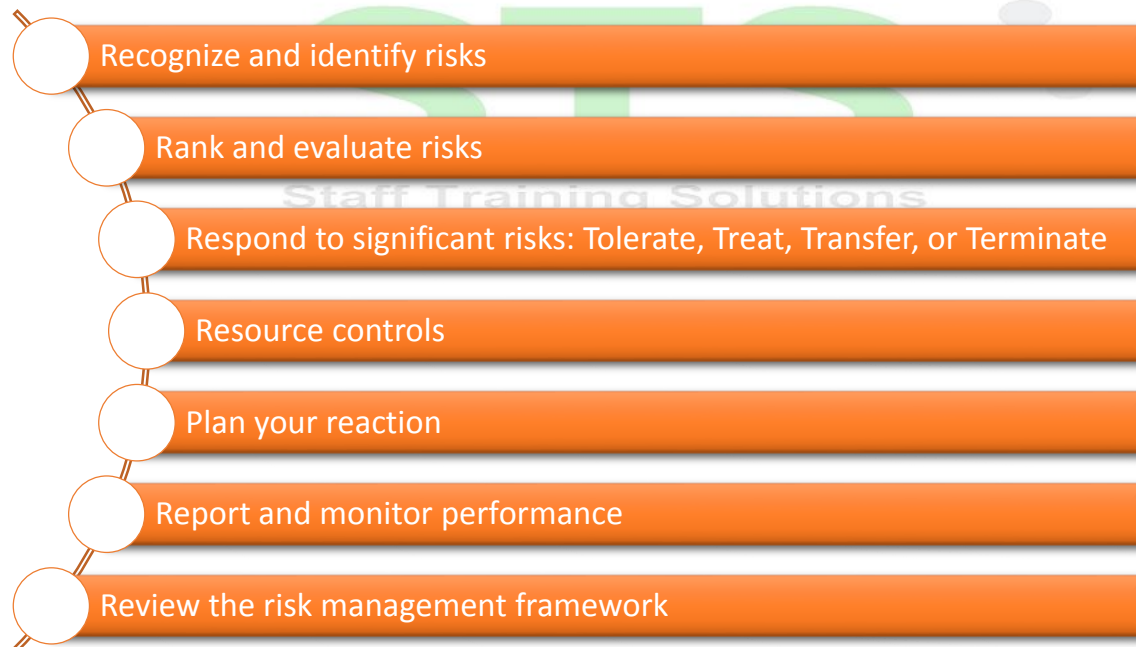 STS
Recognize and identify risks
Rank and evaluate risks
Staff Training Solutions
Respond to significant risks: Tolerate, Treat, Transfer, or Terminate
Resource controls
Plan your reaction
Report and monitor performance
Review the risk management framework